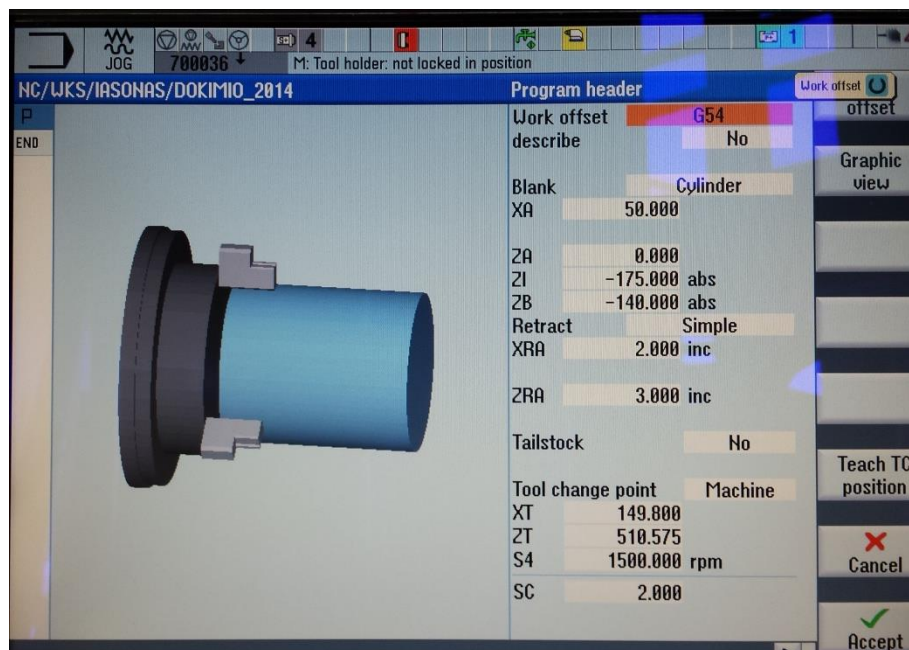 4
1
JOG
700036 ↓ M: Tool holder: not locked in position
NC/WKS/IASONAS/DOKIMIO_2014
Program header
Work offset
offset
P
END
Work offset G54
describe No
Graphic
view
Blank Cylinder
XA 50.000
ZA 0.000
ZI -175.000 abs
ZB -140.000 abs
Retract Simple
XRA 2.000 inc
ZRA 3.000 inc
Tailstock No
Teach TC
position
Tool change point Machine
XT 149.800
ZT 510.575
S4 1500.000 rpm
SC 2.000
Cancel
Accept